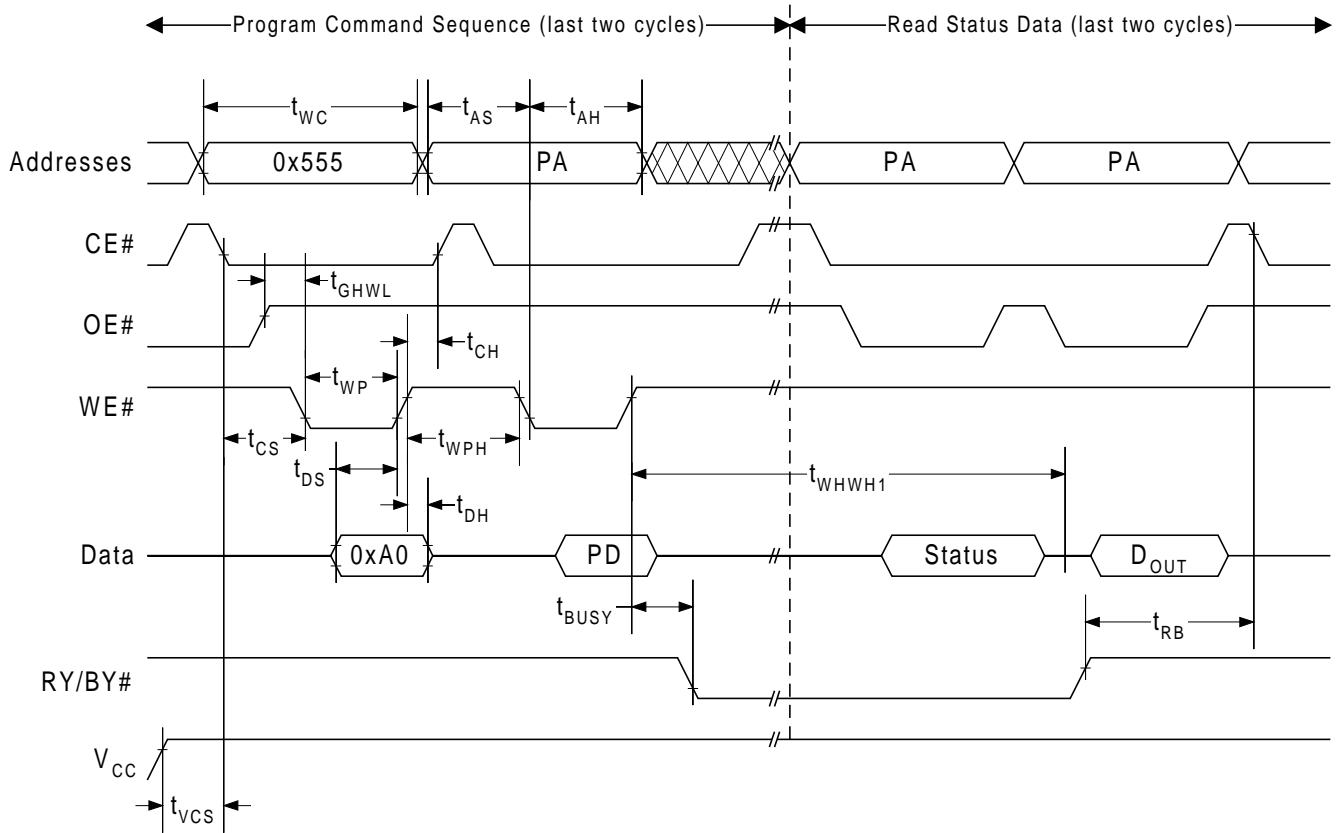 Program Command Sequence (last two cycles) Read Status Data (last two cycles)
tWC tAS tAH
Addresses 0x555 PA PA PA
CE#
tGHWL
OE#
tCH
tWP
WE#
tCS tWPH
tDS tWHWH1
tDH
Data 0xA0 PD Status DOUT
tBUSY tRB
RY/BY#
VCC
tVCS